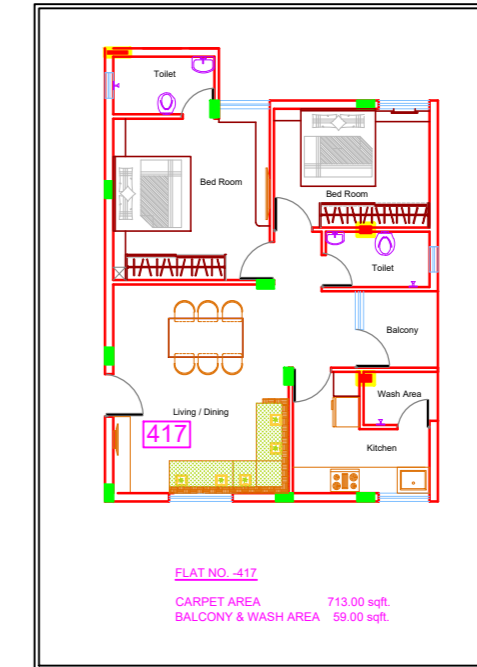 Toilet
Bed Room
Bed Room
Toilet
Balcony
Wash Area
Living / Dining
417
Kitchen
FLAT NO. -417
CARPET AREA 713.00 sqft.
BALCONY & WASH AREA 59.00 sqft.